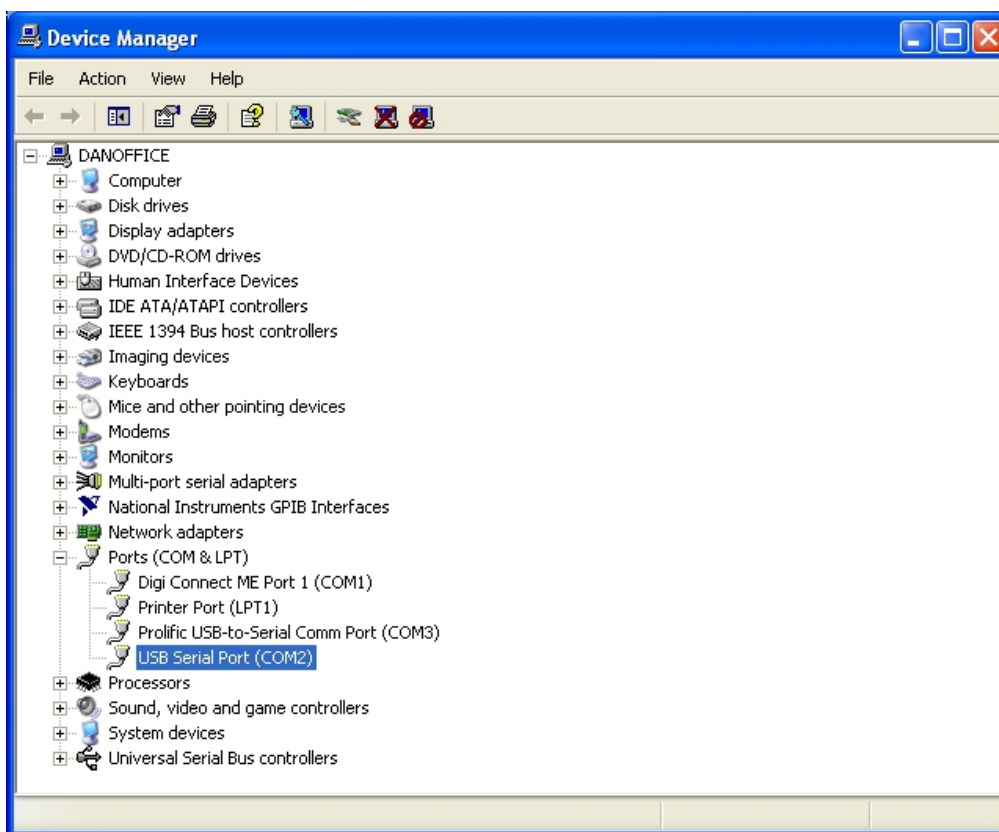 Device Manager
File Action View Help
DANOFFICE
Computer
Disk drives
Display adapters
DVD/CD-ROM drives
Human Interface Devices
IDE ATA/ATAPI controllers
IEEE 1394 Bus host controllers
Imaging devices
Keyboards
Mice and other pointing devices
Modems
Monitors
Multi-port serial adapters
National Instruments GPIB Interfaces
Network adapters
Ports (COM & LPT)
Digi Connect ME Port 1 (COM1)
Printer Port (LPT1)
Prolific USB-to-Serial Comm Port (COM3)
USB Serial Port (COM2)
Processors
Sound, video and game controllers
System devices
Universal Serial Bus controllers